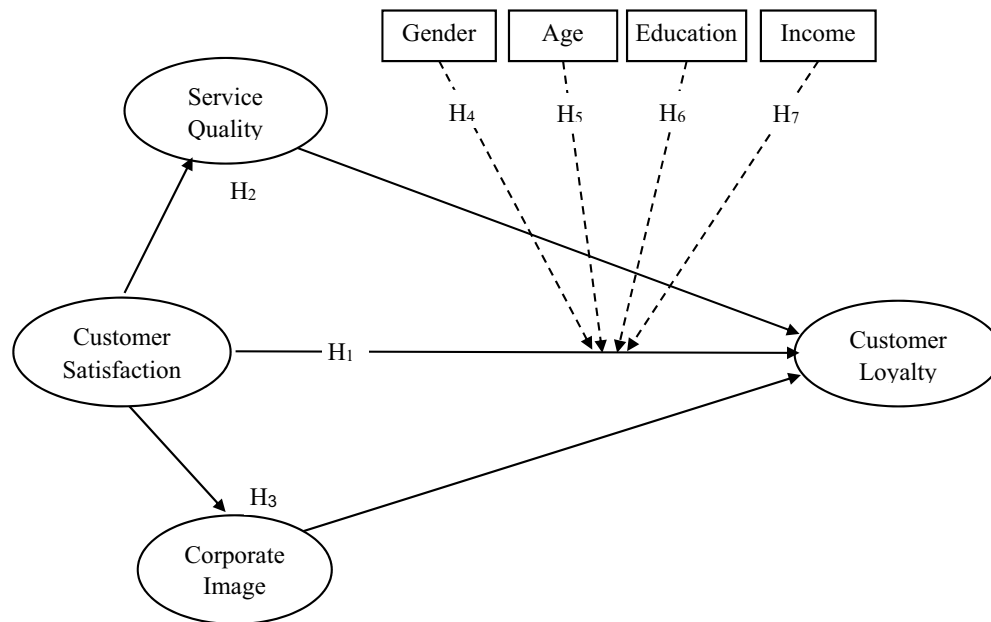 Gender
Age
Education
Income
H4
H5
H6
H7
Service
Quality
H2
Customer
Satisfaction
H1
Customer
Loyalty
H3
Corporate
Image